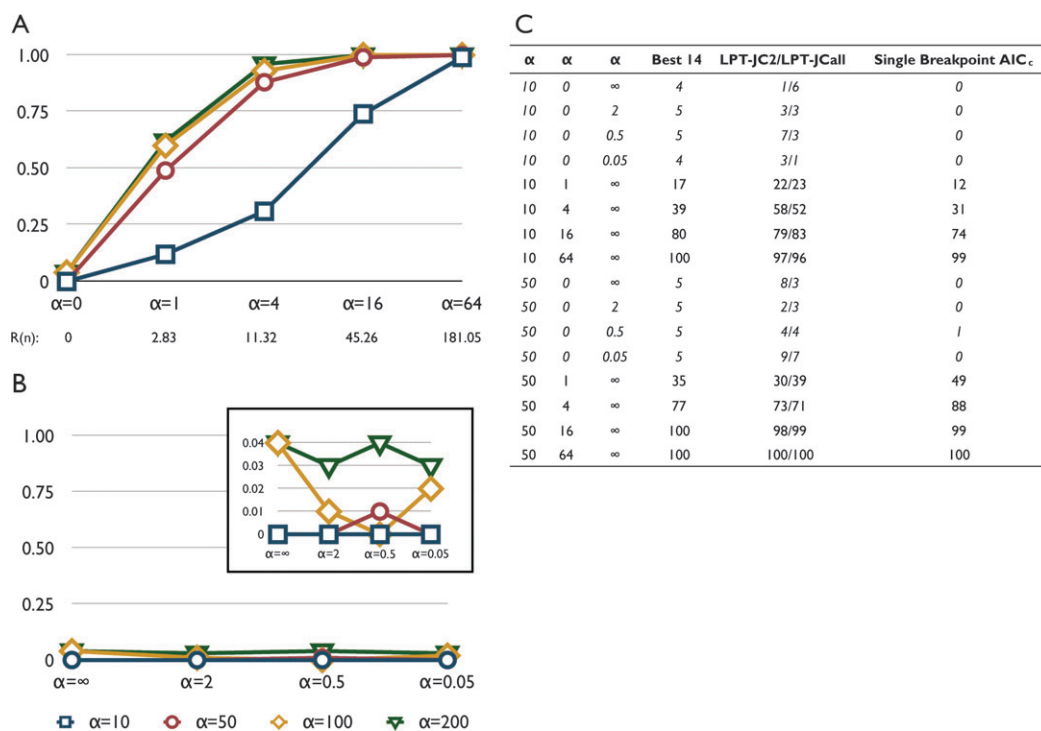 A
1.00
0.75
0.50
0.25
0
α=0 α=1 α=4 α=16 α=64
R(n): 0 2.83 11.32 45.26 181.05
B
1.00
0.75
0.50
0.25
0
α=∞ α=2 α=0.5 α=0.05
0.04
0.03
0.02
0.01
0
α=∞ α=2 α=0.5 α=0.05
α=10 α=50 α=100 α=200
C
α α α Best 14 LPT-JC2/LPT-JCall Single Breakpoint AICc
10 0 ∞ 4 1/6 0
10 0 2 5 3/3 0
10 0 0.5 5 7/3 0
10 0 0.05 4 3/1 0
10 1 ∞ 17 22/23 12
10 4 ∞ 39 58/52 31
10 16 ∞ 80 79/83 74
10 64 ∞ 100 97/96 99
50 0 ∞ 5 8/3 0
50 0 2 5 2/3 0
50 0 0.5 5 4/4 1
50 0 0.05 5 9/7 0
50 1 ∞ 35 30/39 49
50 4 ∞ 77 73/71 88
50 16 ∞ 100 98/99 99
50 64 ∞ 100 100/100 100